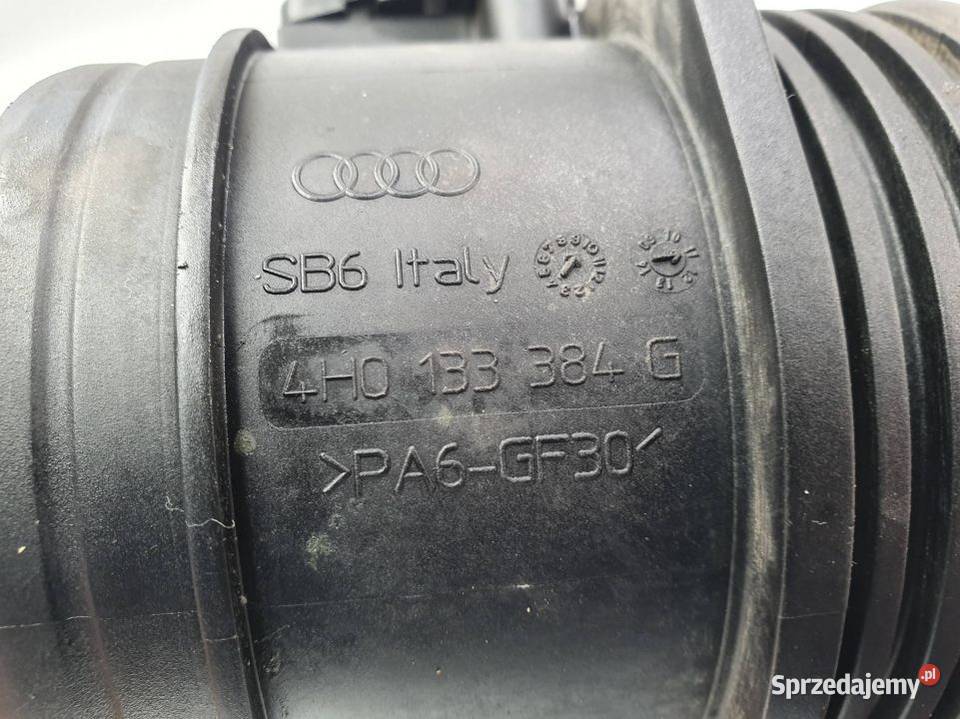 SB6 Italy
4H0 133 384 G
>PA6-GF30<
Sprzedajemy.pl